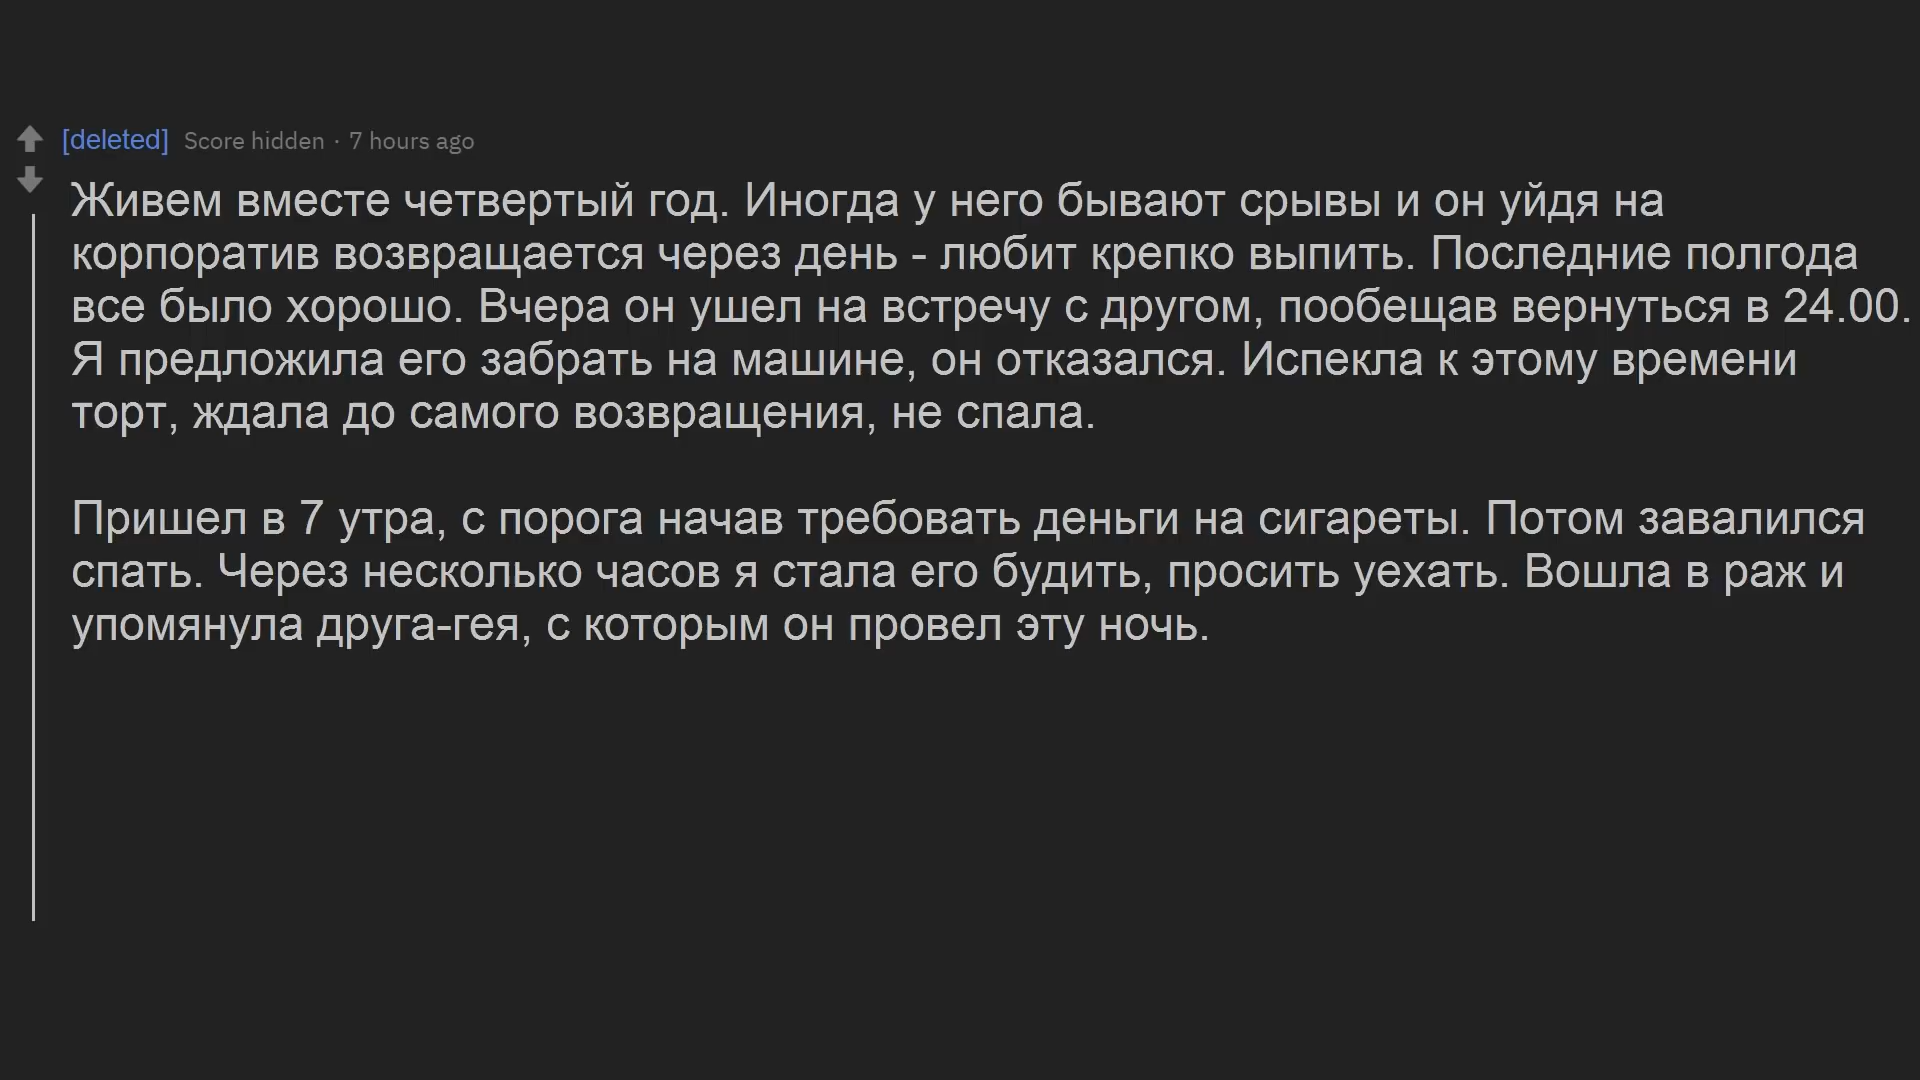 [deleted] Score hidden · 7 hours ago
Живем вместе четвертый год. Иногда у него бывают срывы и он уйдя на
корпоратив возвращается через день - любит крепко выпить. Последние полгода
все было хорошо. Вчера он ушел на встречу с другом, пообещав вернуться в 24.00.
Я предложила его забрать на машине, он отказался. Испекла к этому времени
торт, ждала до самого возвращения, не спала.
Пришел в 7 утра, с порога начав требовать деньги на сигареты. Потом завалился
спать. Через несколько часов я стала его будить, просить уехать. Вошла в раж и
упомянула друга-гея, с которым он провел эту ночь.